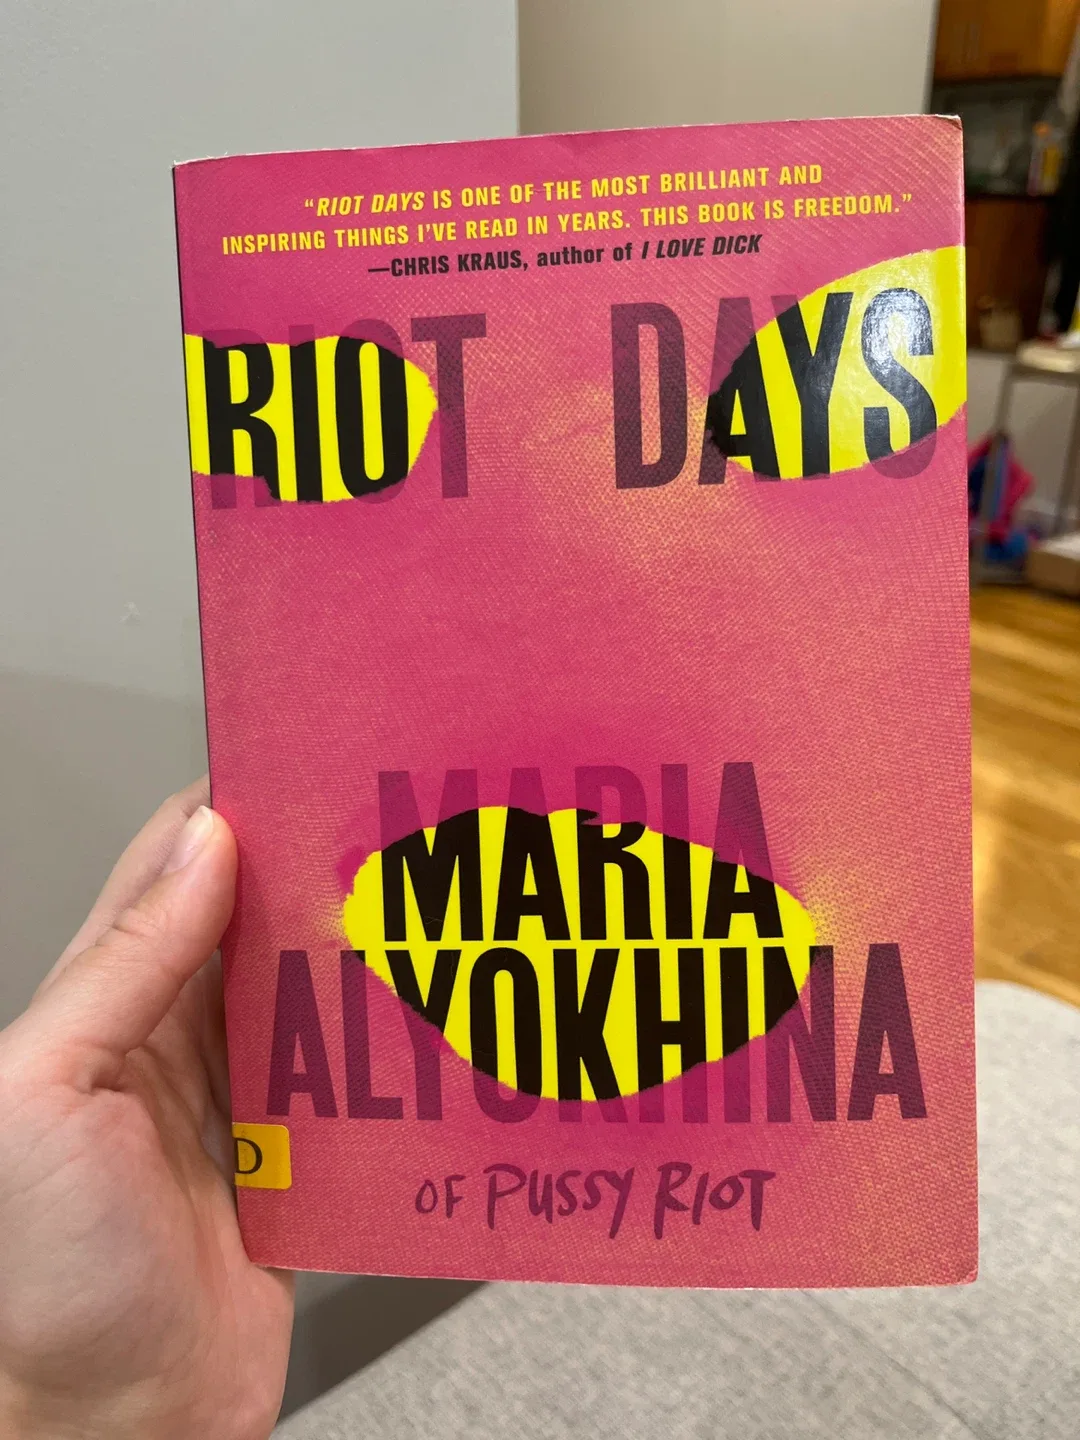 “RIOT DAYS IS ONE OF THE MOST BRILLIANT AND
INSPIRING THINGS I’VE READ IN YEARS. THIS BOOK IS FREEDOM.”
—CHRIS KRAUS, author of I LOVE DICK
RIOT DAYS
MARIA
ALYOKHINA
D
OF PUSSY RIOT